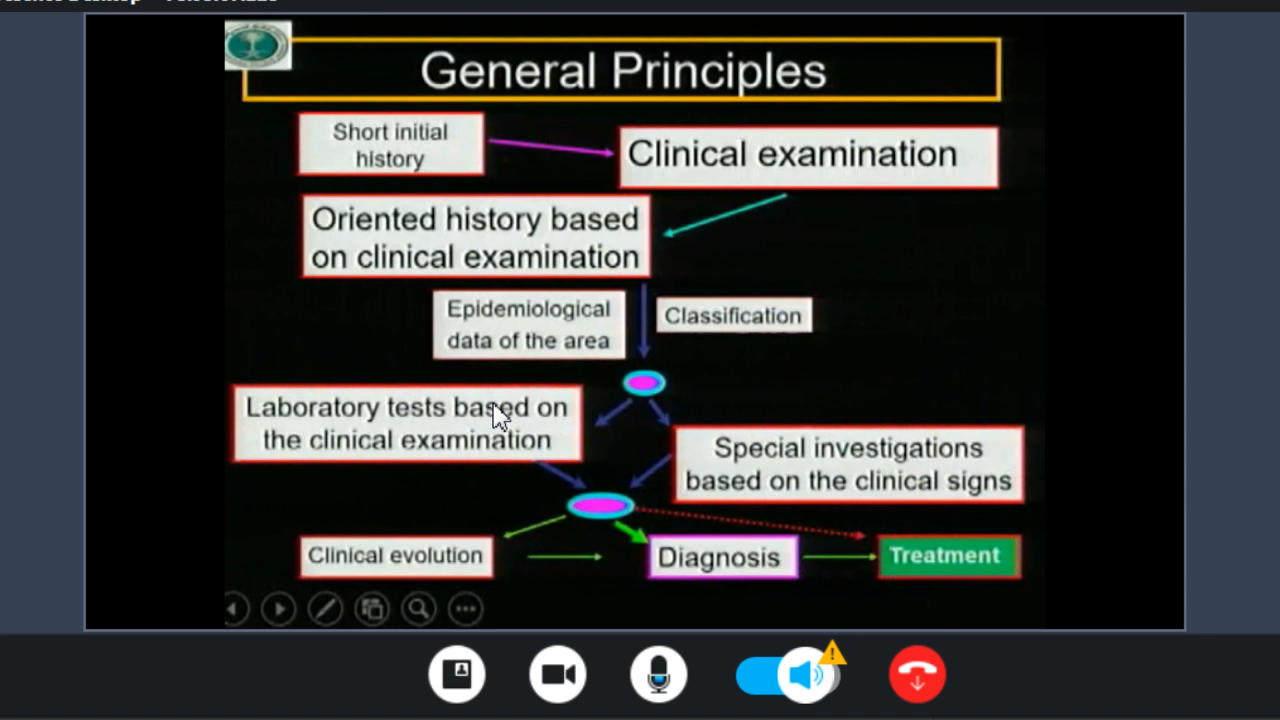 General Principles
Short initial
history
Clinical examination
Oriented history based
on clinical examination
Epidemiological
data of the area
Classification
Laboratory tests based on
the clinical examination
Special investigations
based on the clinical signs
Clinical evolution
Diagnosis
Treatment